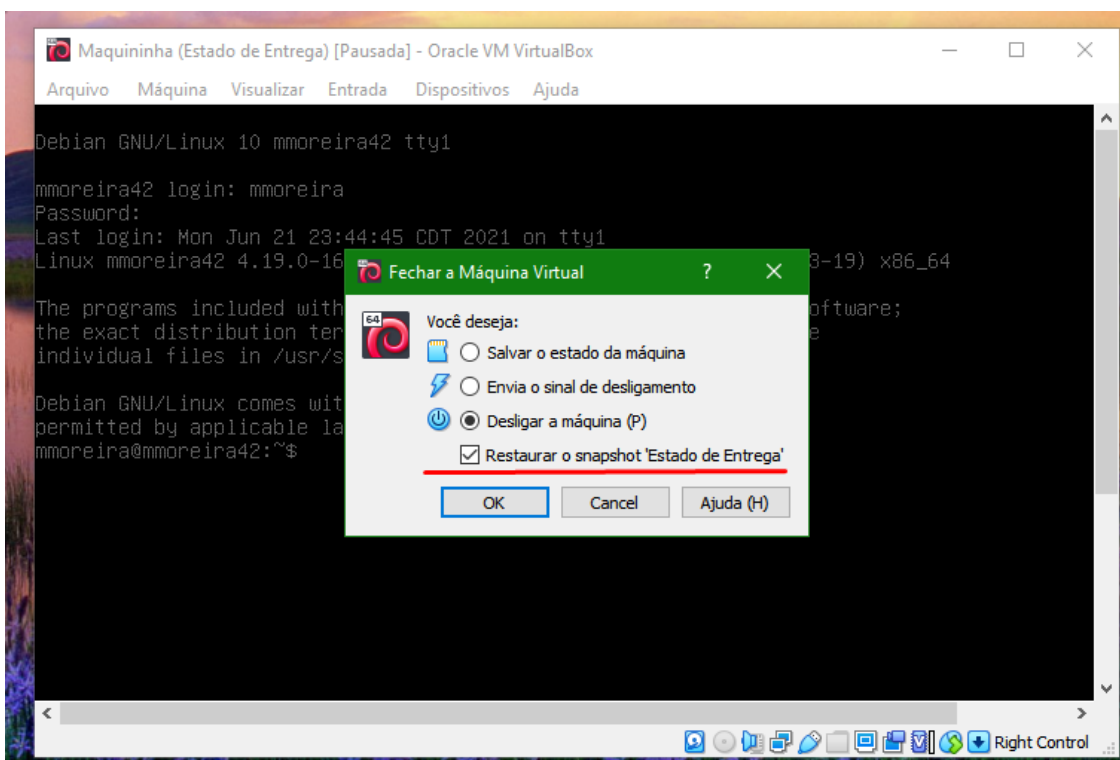 Maquininha (Estado de Entrega) [Pausada] - Oracle VM VirtualBox
Arquivo Máquina Visualizar Entrada Dispositivos Ajuda
Debian GNU/Linux 10 mmoreira42 tty1
mmoreira42 login: mmoreira
Password:
Last login: Mon Jun 21 23:44:45 CDT 2021 on tty1
Linux mmoreira42 4.19.0-16 3-19) x86_64
The programs included with oftware;
the exact distribution ter e
individual files in /usr/s
Debian GNU/Linux comes wit
permitted by applicable la
mmoreira@mmoreira42:~$
Fechar a Máquina Virtual ? ×
64
Você deseja:
Salvar o estado da máquina
Envia o sinal de desligamento
Desligar a máquina (P)
Restaurar o snapshot 'Estado de Entrega'
OK Cancel Ajuda (H)
Right Control